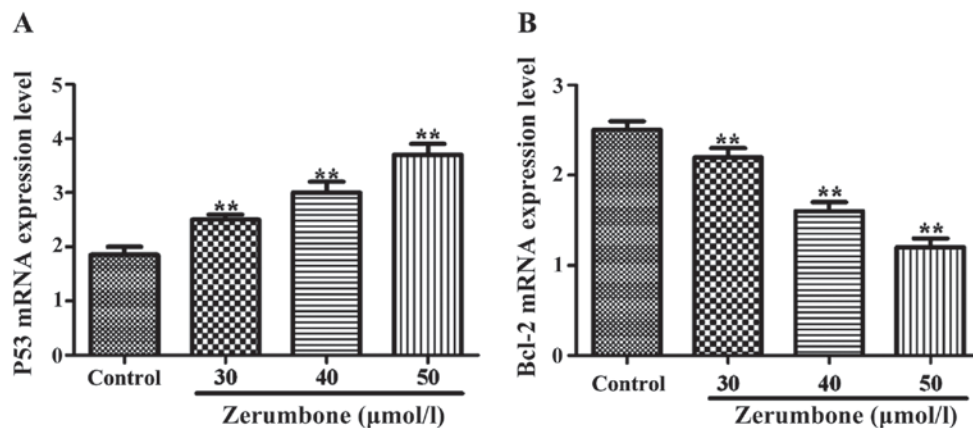 A
P53 mRNA expression level
5
4
3
2
1
0
**
**
**
Control
30
40
50
Zerumbone (μmol/l)
B
Bcl-2 mRNA expression level
3
2
1
0
**
**
**
Control
30
40
50
Zerumbone (μmol/l)